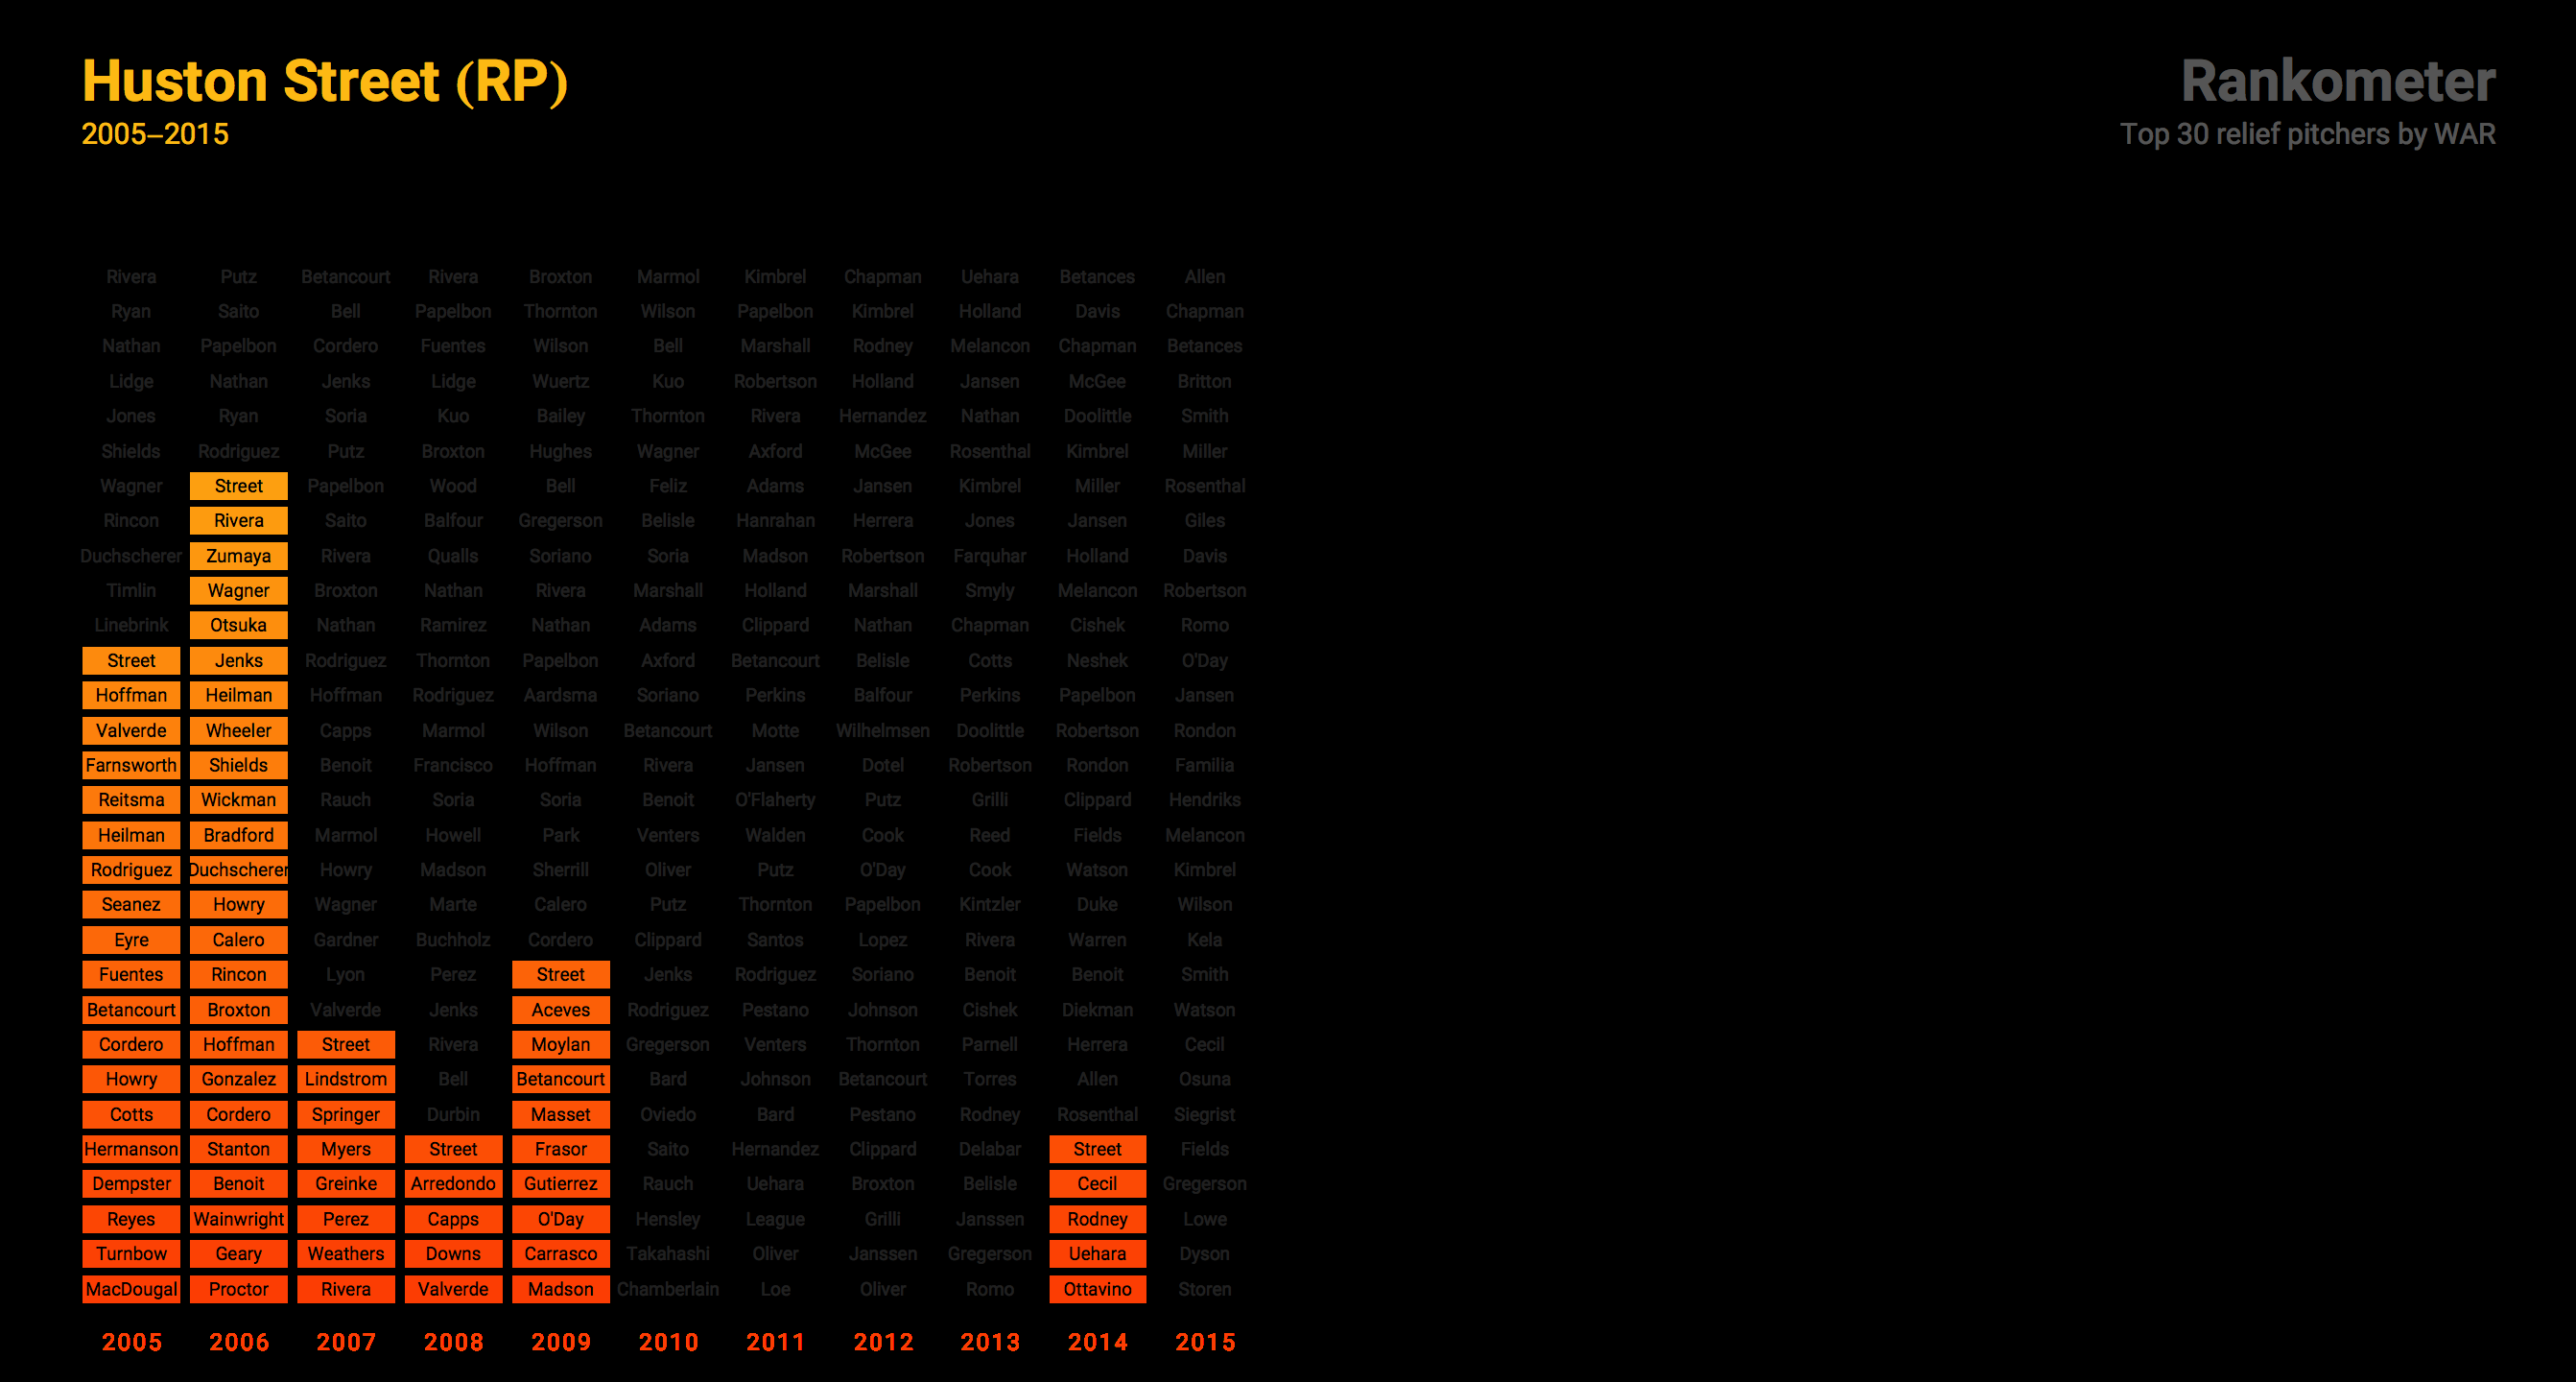 Huston Street (RP)
2005–2015
Rankometer
Top 30 relief pitchers by WAR
Rivera Putz Betancourt Rivera Broxton Marmol Kimbrel Chapman Uehara Betances Allen
Ryan Saito Bell Papelbon Thornton Wilson Papelbon Kimbrel Holland Davis Chapman
Nathan Papelbon Cordero Fuentes Wilson Bell Marshall Rodney Melancon Chapman Betances
Lidge Nathan Jenks Lidge Wuertz Kuo Robertson Holland Jansen McGee Britton
Jones Ryan Soria Kuo Bailey Thornton Rivera Hernandez Nathan Doolittle Smith
Shields Rodriguez Putz Broxton Hughes Wagner Axford McGee Rosenthal Kimbrel Miller
Wagner Street Papelbon Wood Bell Feliz Adams Jansen Kimbrel Miller Rosenthal
Rincon Rivera Saito Balfour Gregerson Belisle Hanrahan Herrera Jones Jansen Giles
Duchscherer Zumaya Rivera Qualls Soriano Soria Madson Robertson Farquhar Holland Davis
Timlin Wagner Broxton Nathan Rivera Marshall Holland Marshall Smyly Melancon Robertson
Linebrink Otsuka Nathan Ramirez Nathan Adams Clippard Nathan Chapman Cishek Romo
Street Jenks Rodriguez Thornton Papelbon Axford Betancourt Belisle Cotts Neshek O'Day
Hoffman Heilman Hoffman Rodriguez Aardsma Soriano Perkins Balfour Perkins Papelbon Jansen
Valverde Wheeler Capps Marmol Wilson Betancourt Motte Wilhelmsen Doolittle Robertson Rondon
Farnsworth Shields Benoit Francisco Hoffman Rivera Jansen Dotel Robertson Rondon Familia
Reitsma Wickman Rauch Soria Soria Benoit O'Flaherty Putz Grilli Clippard Hendriks
Heilman Bradford Marmol Howell Park Venters Walden Cook Reed Fields Melancon
Rodriguez Duchscherer Howry Madson Sherrill Oliver Putz O'Day Cook Watson Kimbrel
Seanez Howry Wagner Marte Calero Putz Thornton Papelbon Kintzler Duke Wilson
Eyre Calero Gardner Buchholz Cordero Clippard Santos Lopez Rivera Warren Kela
Fuentes Rincon Lyon Perez Street Jenks Rodriguez Soriano Benoit Benoit Smith
Betancourt Broxton Valverde Jenks Aceves Rodriguez Pestano Johnson Cishek Diekman Watson
Cordero Hoffman Street Rivera Moylan Gregerson Venters Thornton Parnell Herrera Cecil
Howry Gonzalez Lindstrom Bell Betancourt Bard Johnson Betancourt Torres Allen Osuna
Cotts Cordero Springer Durbin Masset Oviedo Bard Pestano Rodney Rosenthal Siegrist
Hermanson Stanton Myers Street Frasor Saito Hernandez Clippard Delabar Street Fields
Dempster Benoit Greinke Arredondo Gutierrez Rauch Uehara Broxton Belisle Cecil Gregerson
Reyes Wainwright Perez Capps O'Day Hensley League Grilli Janssen Rodney Lowe
Turnbow Geary Weathers Downs Carrasco Takahashi Oliver Janssen Gregerson Uehara Dyson
MacDougal Proctor Rivera Valverde Madson Chamberlain Loe Oliver Romo Ottavino Storen
2005 2006 2007 2008 2009 2010 2011 2012 2013 2014 2015